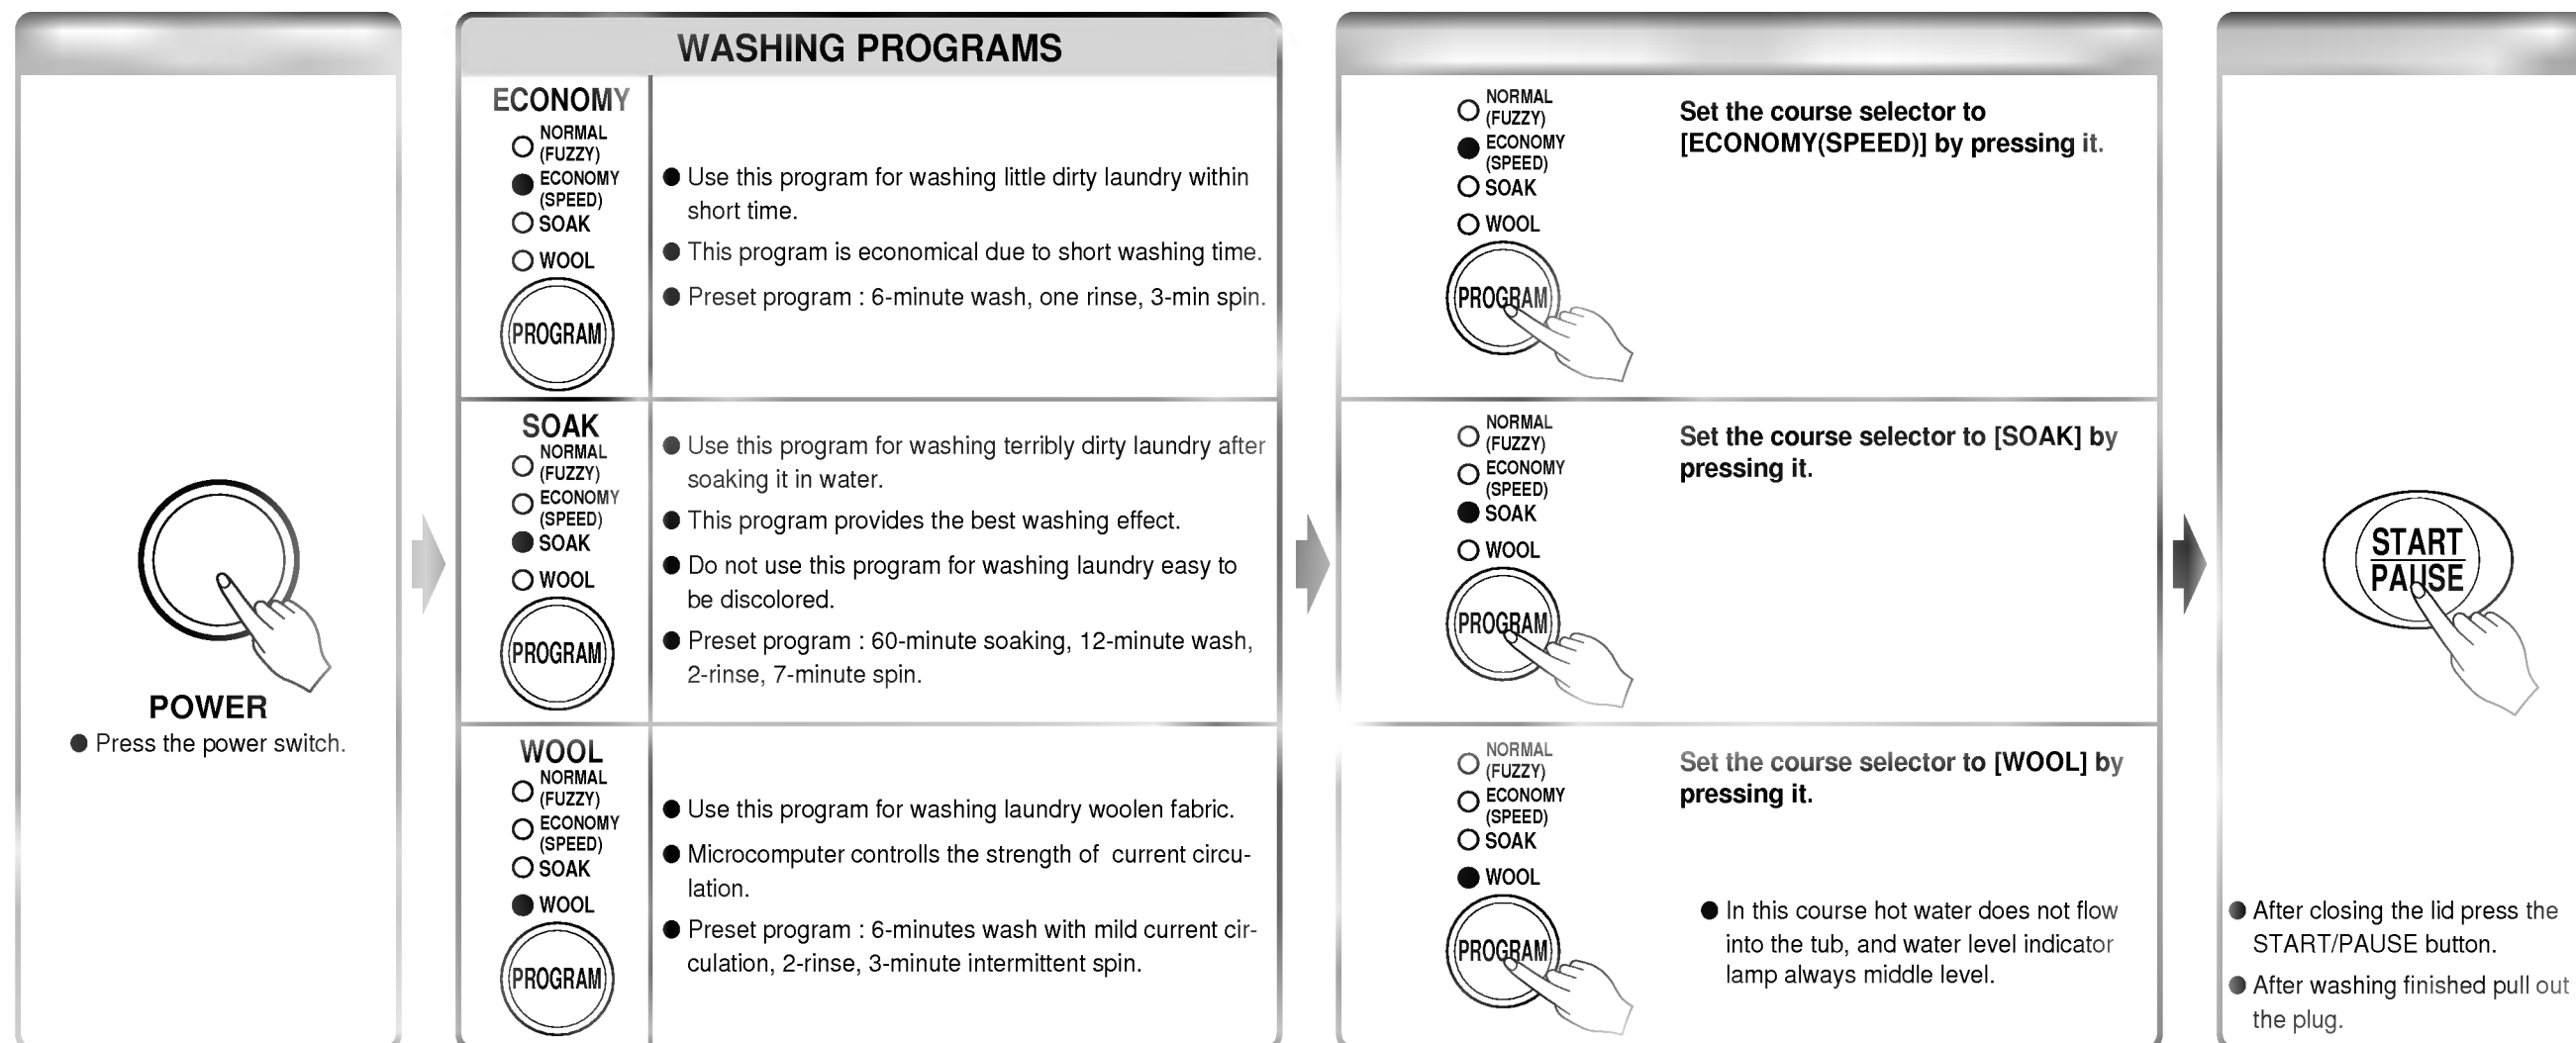 POWER
● Press the power switch.
WASHING PROGRAMS
ECONOMY
NORMAL
(FUZZY)
ECONOMY
(SPEED)
SOAK
WOOL
PROGRAM
● Use this program for washing little dirty laundry within
short time.
● This program is economical due to short washing time.
● Preset program : 6-minute wash, one rinse, 3-min spin.
SOAK
NORMAL
(FUZZY)
ECONOMY
(SPEED)
SOAK
WOOL
PROGRAM
● Use this program for washing terribly dirty laundry after
soaking it in water.
● This program provides the best washing effect.
● Do not use this program for washing laundry easy to
be discolored.
● Preset program : 60-minute soaking, 12-minute wash,
2-rinse, 7-minute spin.
WOOL
NORMAL
(FUZZY)
ECONOMY
(SPEED)
SOAK
WOOL
PROGRAM
● Use this program for washing laundry woolen fabric.
● Microcomputer controlls the strength of current circu-
lation.
● Preset program : 6-minutes wash with mild current cir-
culation, 2-rinse, 3-minute intermittent spin.
NORMAL
(FUZZY)
ECONOMY
(SPEED)
SOAK
WOOL
PROGRAM
Set the course selector to
[ECONOMY(SPEED)] by pressing it.
NORMAL
(FUZZY)
ECONOMY
(SPEED)
SOAK
WOOL
PROGRAM
Set the course selector to [SOAK] by
pressing it.
NORMAL
(FUZZY)
ECONOMY
(SPEED)
SOAK
WOOL
PROGRAM
Set the course selector to [WOOL] by
pressing it.
● In this course hot water does not flow
into the tub, and water level indicator
lamp always middle level.
START
PAUSE
● After closing the lid press the
START/PAUSE button.
● After washing finished pull out
the plug.